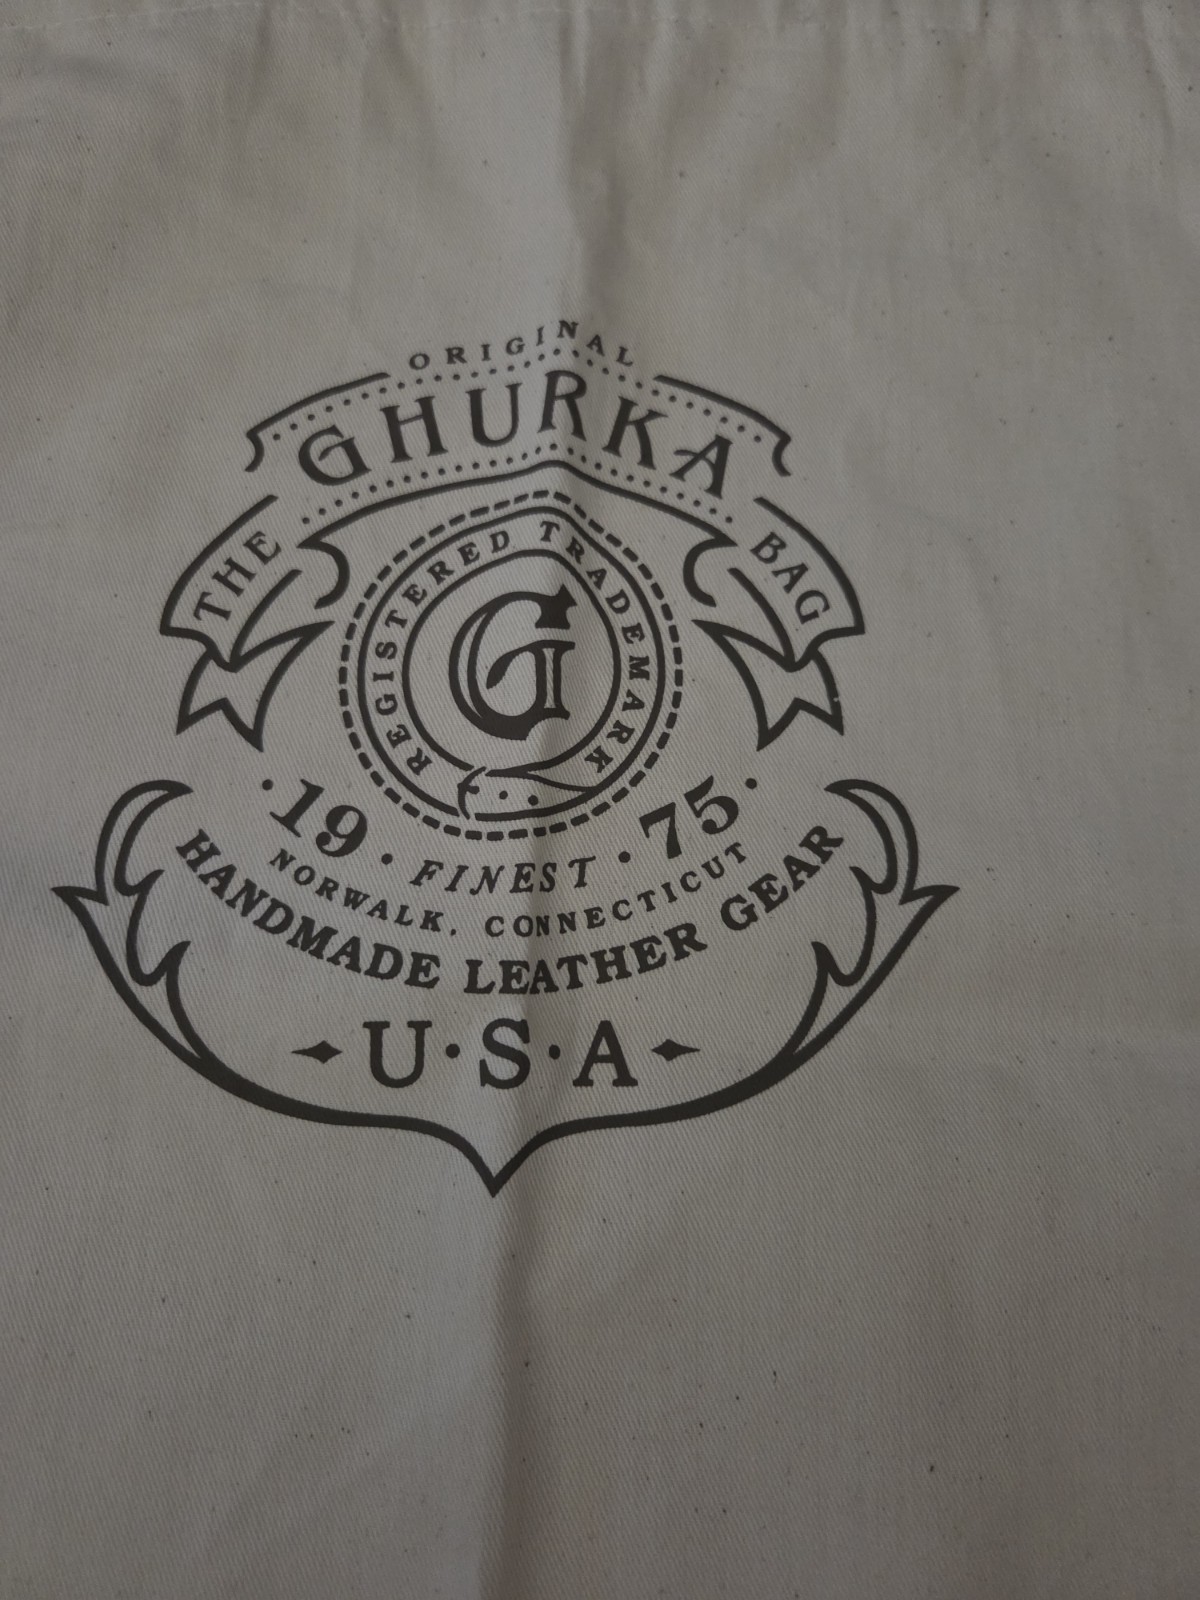 ORIGINAL
THE GHURKA BAG
REGISTERED TRADEMARK
G
·19· FINEST ·75·
NORWALK, CONNECTICUT
HANDMADE LEATHER GEAR
U·S·A